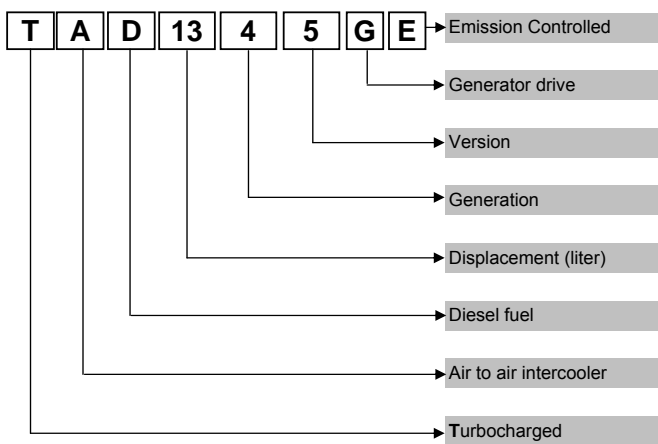 T A D 13 4 5 G E Emission Controlled
Generator drive
Version
Generation
Displacement (liter)
Diesel fuel
Air to air intercooler
Turbocharged